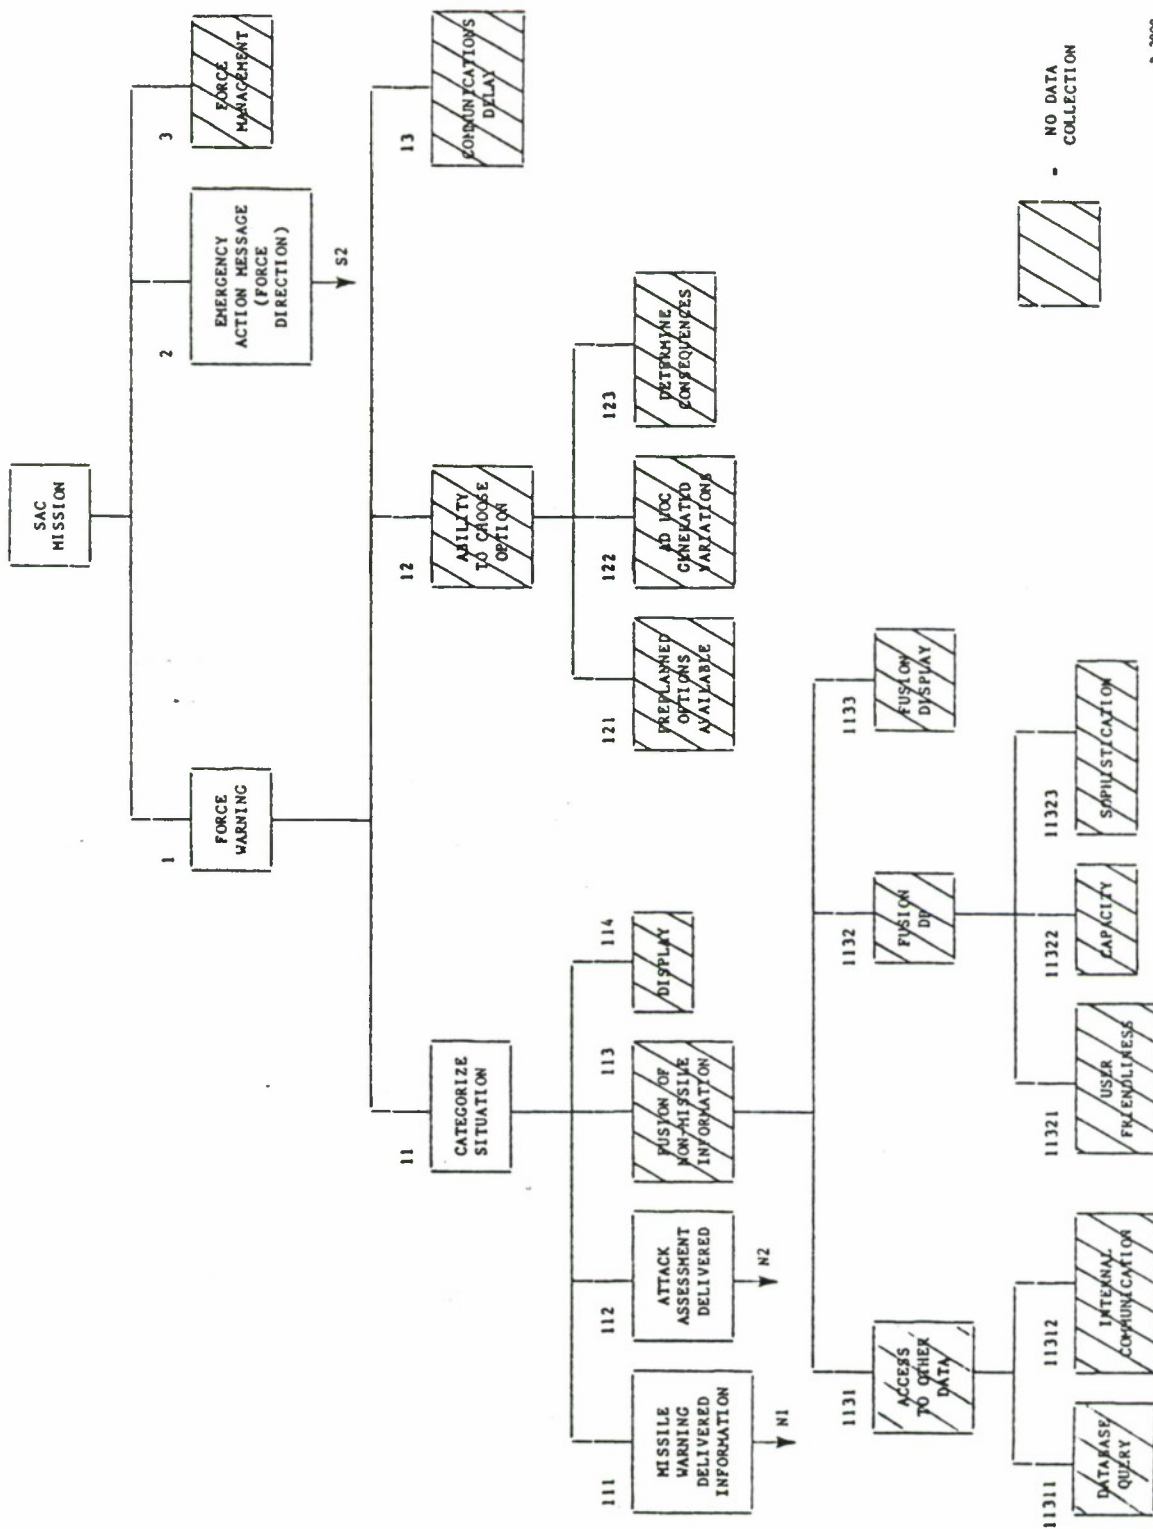 SAC
MISSION
1
FORCE
WARNING
2
EMERGENCY
ACTION MESSAGE
(FORCE
DIRECTION)
S2
3
FORCE
MANAGEMENT
11
CATEGORIZE
SITUATION
12
ABILITY
TO CHOOSE
OPTION
13
COMMUNICATIONS
DELAY
111
MISSILE
WARNING
DELIVERED
INFORMATION
N1
112
ATTACK
ASSESSMENT
DELIVERED
N2
113
FUSION OF
NON-MISSILE
INFORMATION
114
DISPLAY
121
PREPLANNED
OPTIONS
AVAILABLE
122
AD HOC
GENERATED
VARIATIONS
123
DETERMINE
CONSEQUENCES
1131
ACCESS
TO OTHER
DATA
1132
FUSION
DP
1133
FUSION
DISPLAY
11311
DATABASE
QUERY
11312
INTERNAL
COMMUNICATION
11321
USER
FRIENDLINESS
11322
CAPACITY
11323
SOPHISTICATION
- NO DATA
COLLECTION